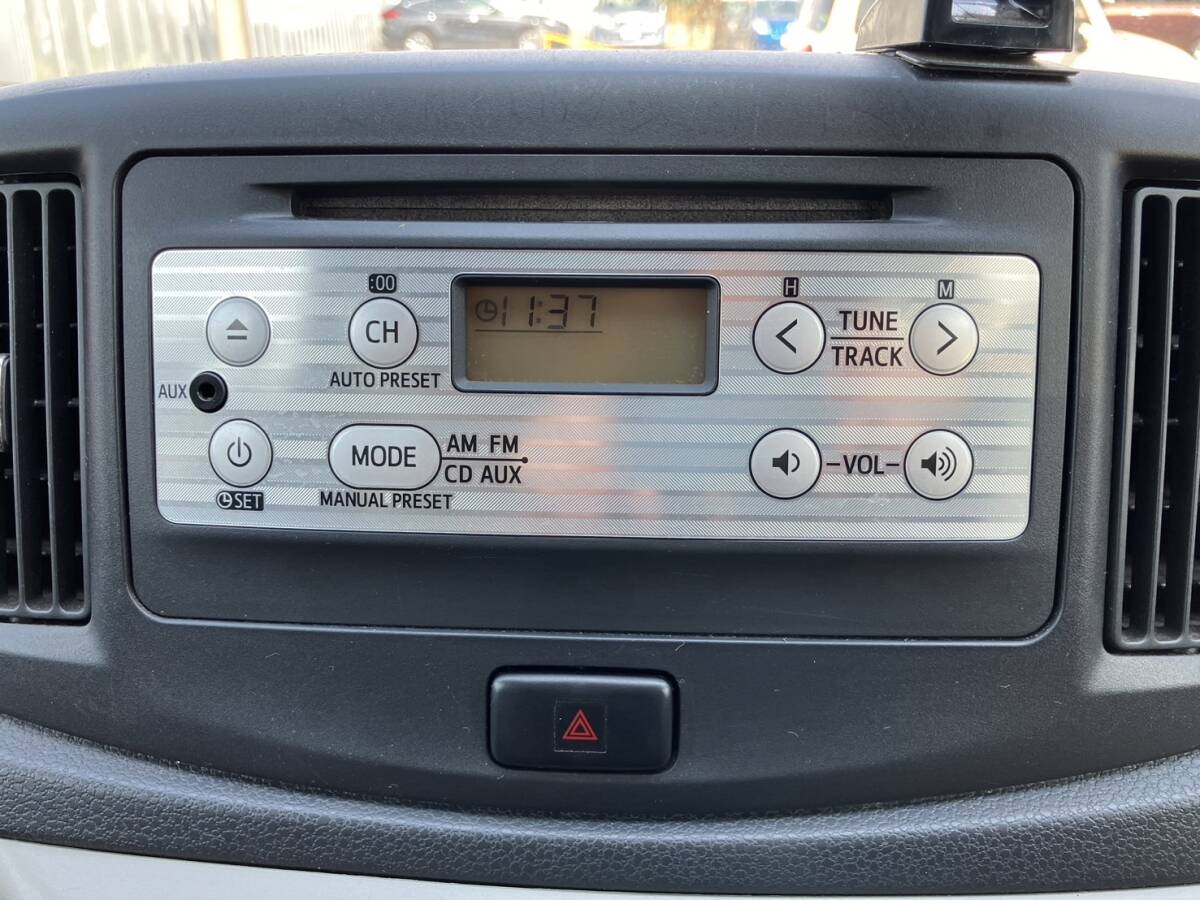 :00
H
M
11:37
CH
TUNE
TRACK
AUTO PRESET
AUX
MODE
AM FM
CD AUX
-VOL-
SET
MANUAL PRESET